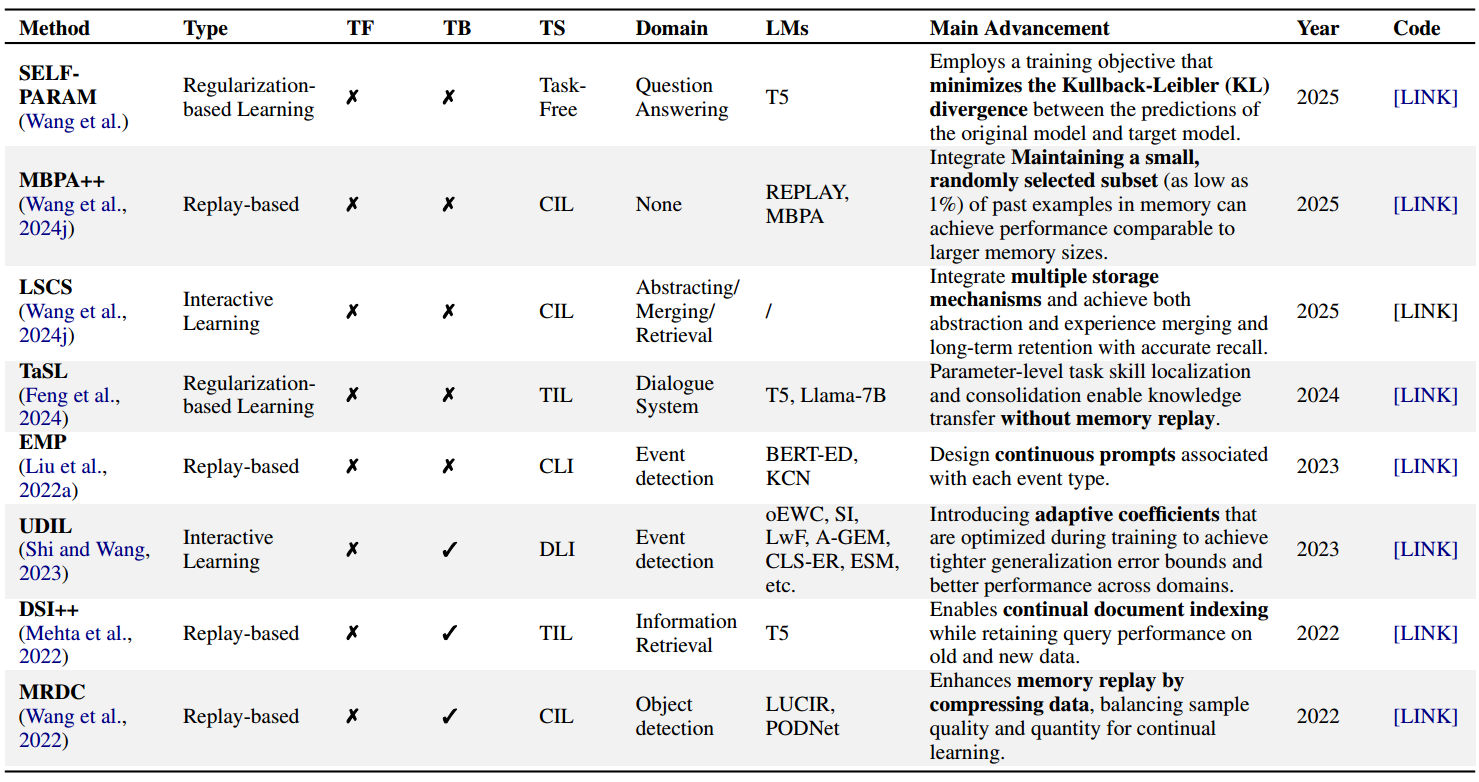 Method
Type
TF
TB
TS
Domain
LMs
Main Advancement
Year
Code
SELF-
PARAM
(Wang et al.)
Regularization-
based Learning
✗
✗
Task-
Free
Question
Answering
T5
Employs a training objective that
minimizes the Kullback-Leibler (KL)
divergence between the predictions of
the original model and target model.
2025
[LINK]
MBPA++
(Wang et al.,
2024j)
Replay-based
✗
✗
CIL
None
REPLAY,
MBPA
Integrate Maintaining a small,
randomly selected subset (as low as
1%) of past examples in memory can
achieve performance comparable to
larger memory sizes.
2025
[LINK]
LSCS
(Wang et al.,
2024j)
Interactive
Learning
✗
✗
CIL
Abstracting/
Merging/
Retrieval
/
Integrate multiple storage
mechanisms and achieve both
abstraction and experience merging and
long-term retention with accurate recall.
2025
[LINK]
TaSL
(Feng et al.,
2024)
Regularization-
based Learning
✗
✗
TIL
Dialogue
System
T5, Llama-7B
Parameter-level task skill localization
and consolidation enable knowledge
transfer without memory replay.
2024
[LINK]
EMP
(Liu et al.,
2022a)
Replay-based
✗
✗
CLI
Event
detection
BERT-ED,
KCN
Design continuous prompts associated
with each event type.
2023
[LINK]
UDIL
(Shi and Wang,
2023)
Interactive
Learning
✗
✓
DLI
Event
detection
oEWC, SI,
LwF, A-GEM,
CLS-ER, ESM,
etc.
Introducing adaptive coefficients that
are optimized during training to achieve
tighter generalization error bounds and
better performance across domains.
2023
[LINK]
DSI++
(Mehta et al.,
2022)
Replay-based
✗
✓
TIL
Information
Retrieval
T5
Enables continual document indexing
while retaining query performance on
old and new data.
2022
[LINK]
MRDC
(Wang et al.,
2022)
Replay-based
✗
✓
CIL
Object
detection
LUCIR,
PODNet
Enhances memory replay by
compressing data, balancing sample
quality and quantity for continual
learning.
2022
[LINK]